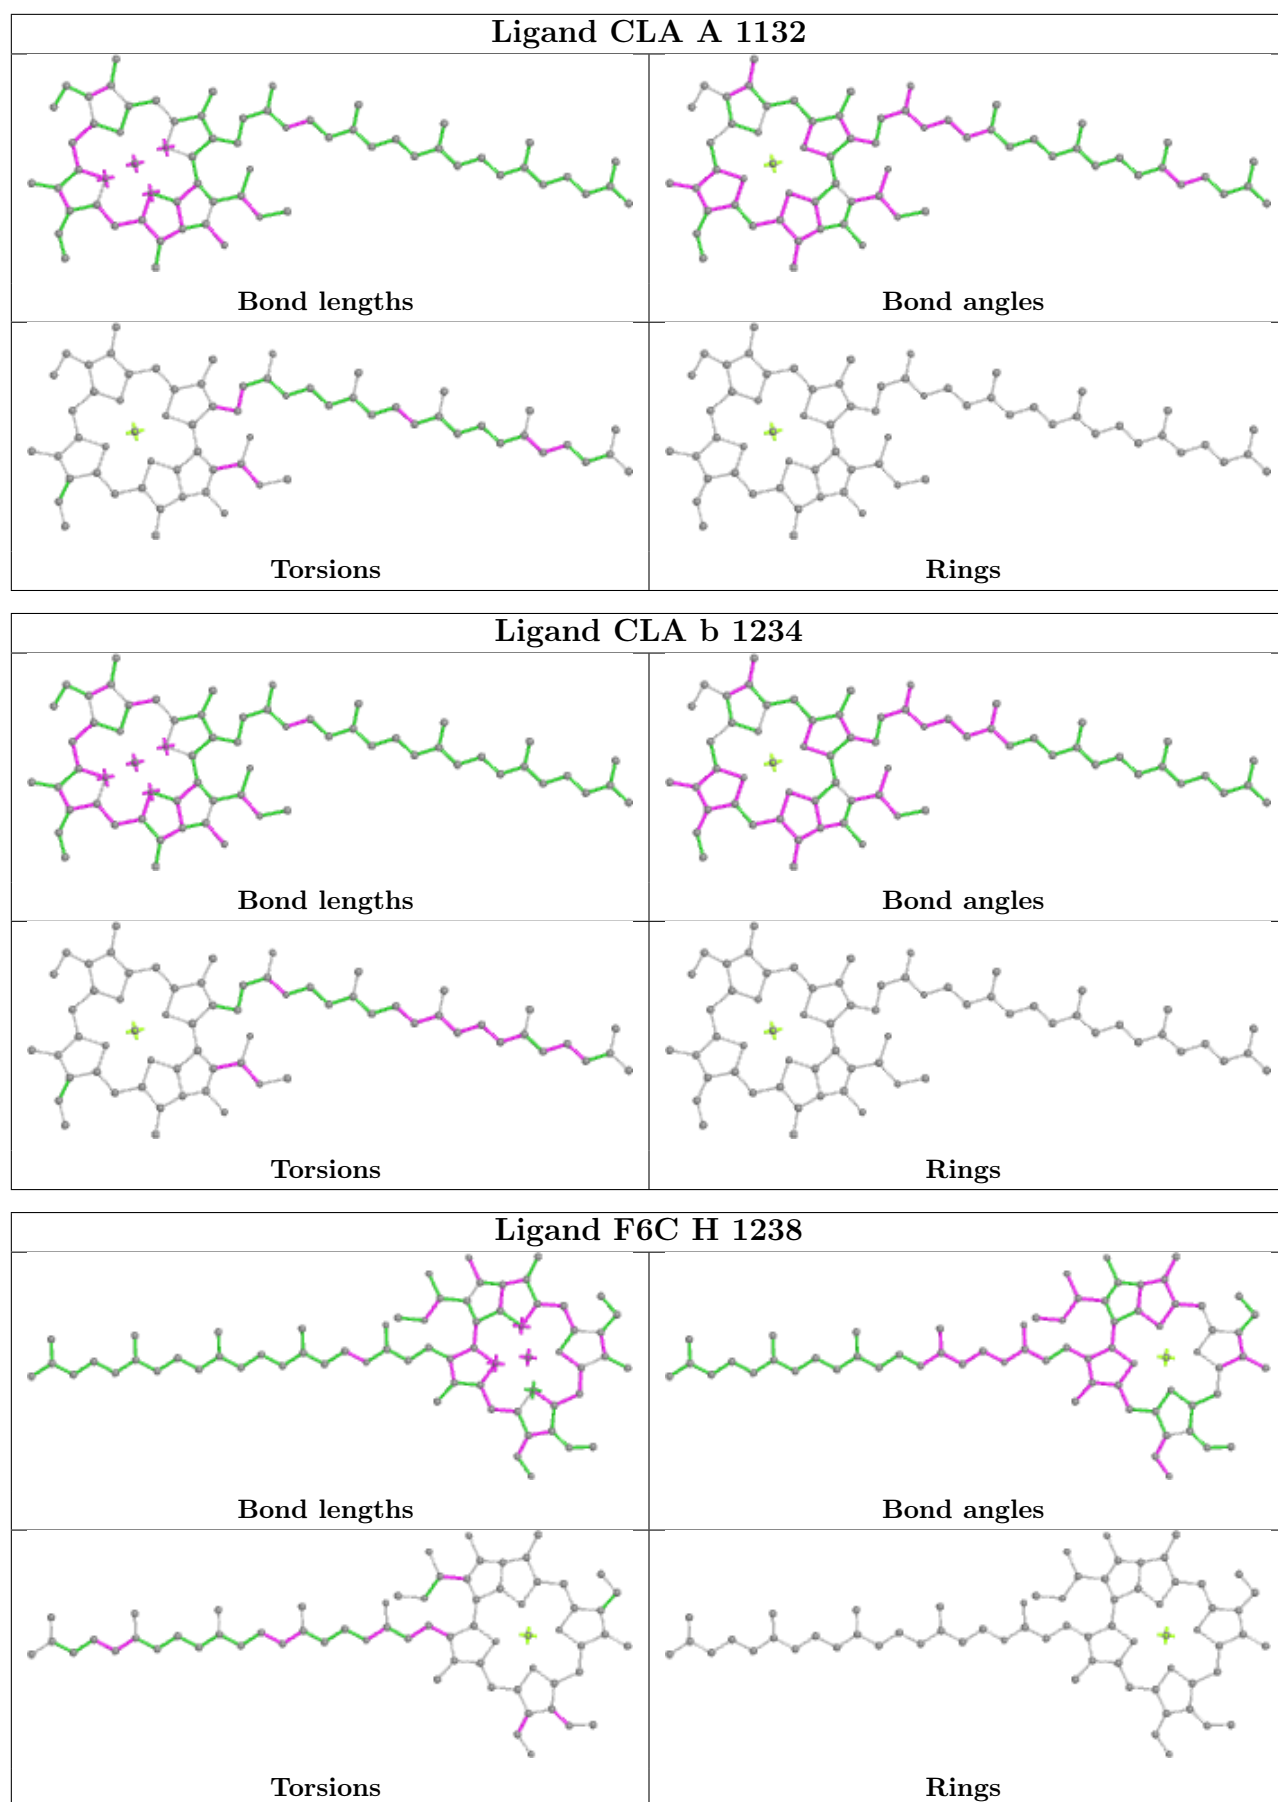 Ligand CLA A 1132
Bond lengths
Bond angles
Torsions
Rings
Ligand CLA b 1234
Bond lengths
Bond angles
Torsions
Rings
Ligand F6C H 1238
Bond lengths
Bond angles
Torsions
Rings